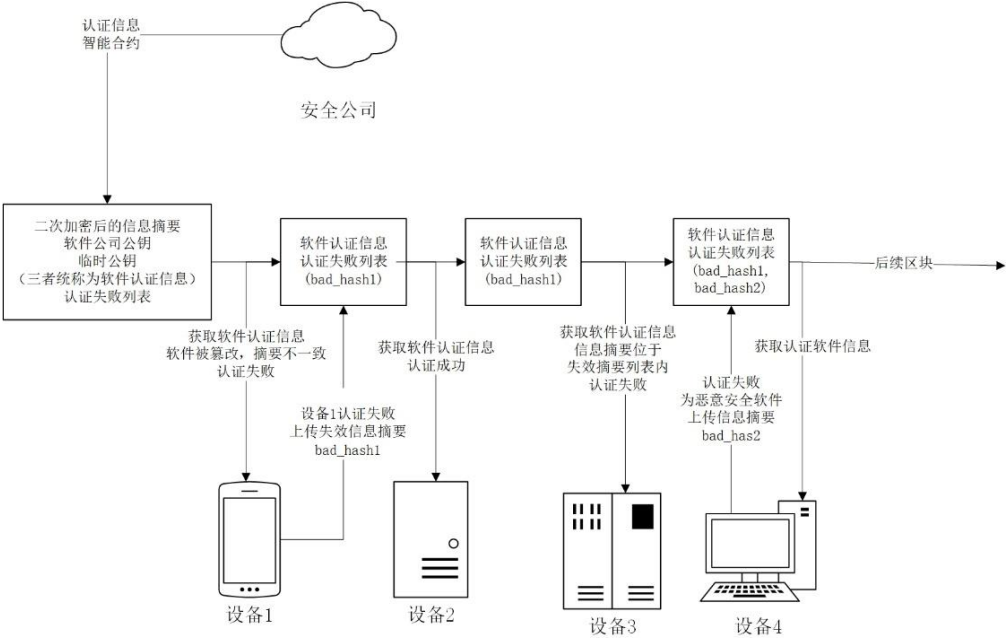 认证信息
智能合约
安全公司
二次加密后的信息摘要
软件公司公钥
临时公钥
（三者统称为软件认证信息）
认证失败列表
软件认证信息
认证失败列表
(bad_hash1)
软件认证信息
认证失败列表
(bad_hash1)
软件认证信息
认证失败列表
(bad_hash1,
bad_hash2)
后续区块
获取软件认证信息
软件被篡改，摘要不一致
认证失败
设备1认证失败
上传失效信息摘要
bad_hash1
获取软件认证信息
认证成功
获取软件认证信息
信息摘要位于
失效摘要列表内
认证失败
认证失败
为恶意安全软件
上传信息摘要
bad_has2
获取认证软件信息
设备1
设备2
设备3
设备4